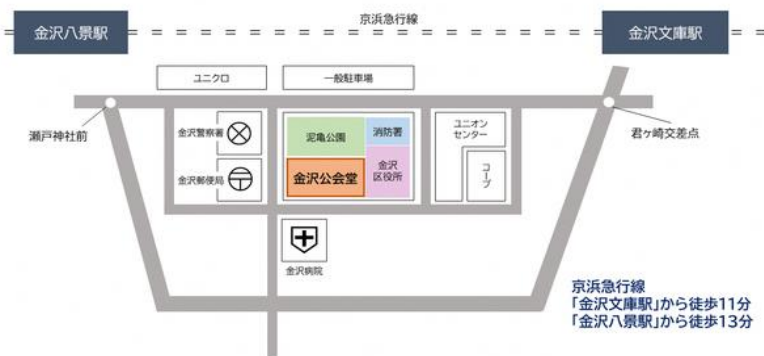 京浜急行線
金沢八景駅
金沢文庫駅
ユニクロ
一般駐車場
瀬戸神社前
金沢警察署
泥亀公園
消防署
ユニオン
センター
君ヶ崎交差点
金沢郵便局
金沢公会堂
金沢
区役所
コープ
金沢病院
京浜急行線
「金沢文庫駅」から徒歩11分
「金沢八景駅」から徒歩13分